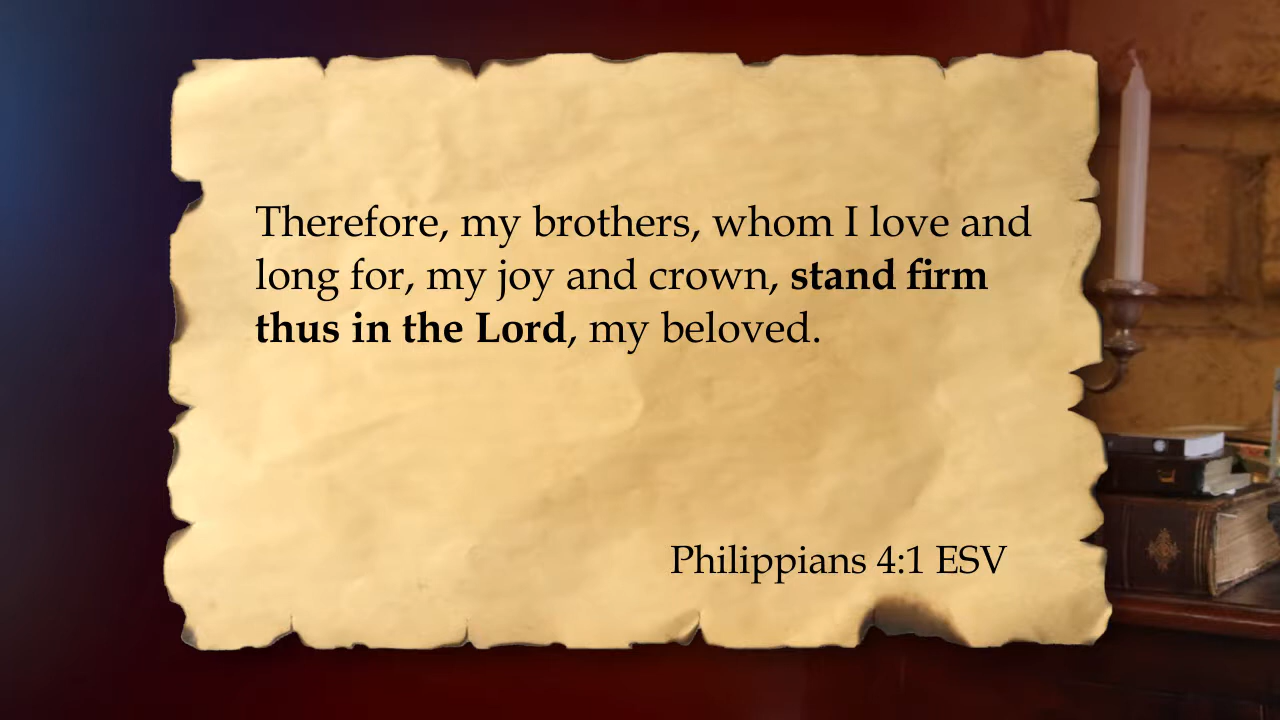 Therefore, my brothers, whom I love and
long for, my joy and crown, stand firm
thus in the Lord, my beloved.
Philippians 4:1 ESV